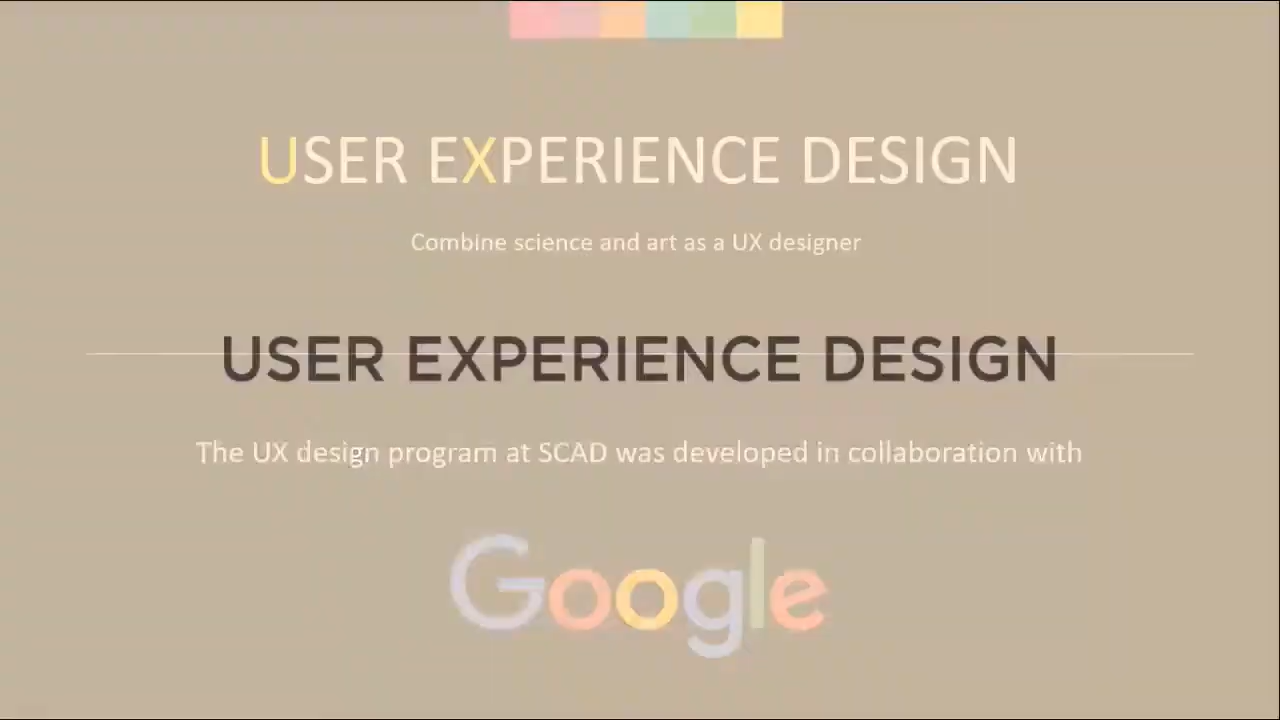 USER EXPERIENCE DESIGN
Combine science and art as a UX designer
USER EXPERIENCE DESIGN
The UX design program at SCAD was developed in collaboration with
Google